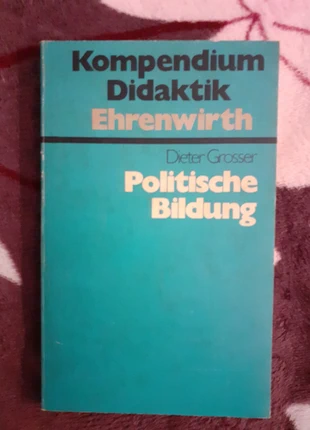 Kompendium
Didaktik
Ehrenwirth
Dieter Grosser
Politische
Bildung